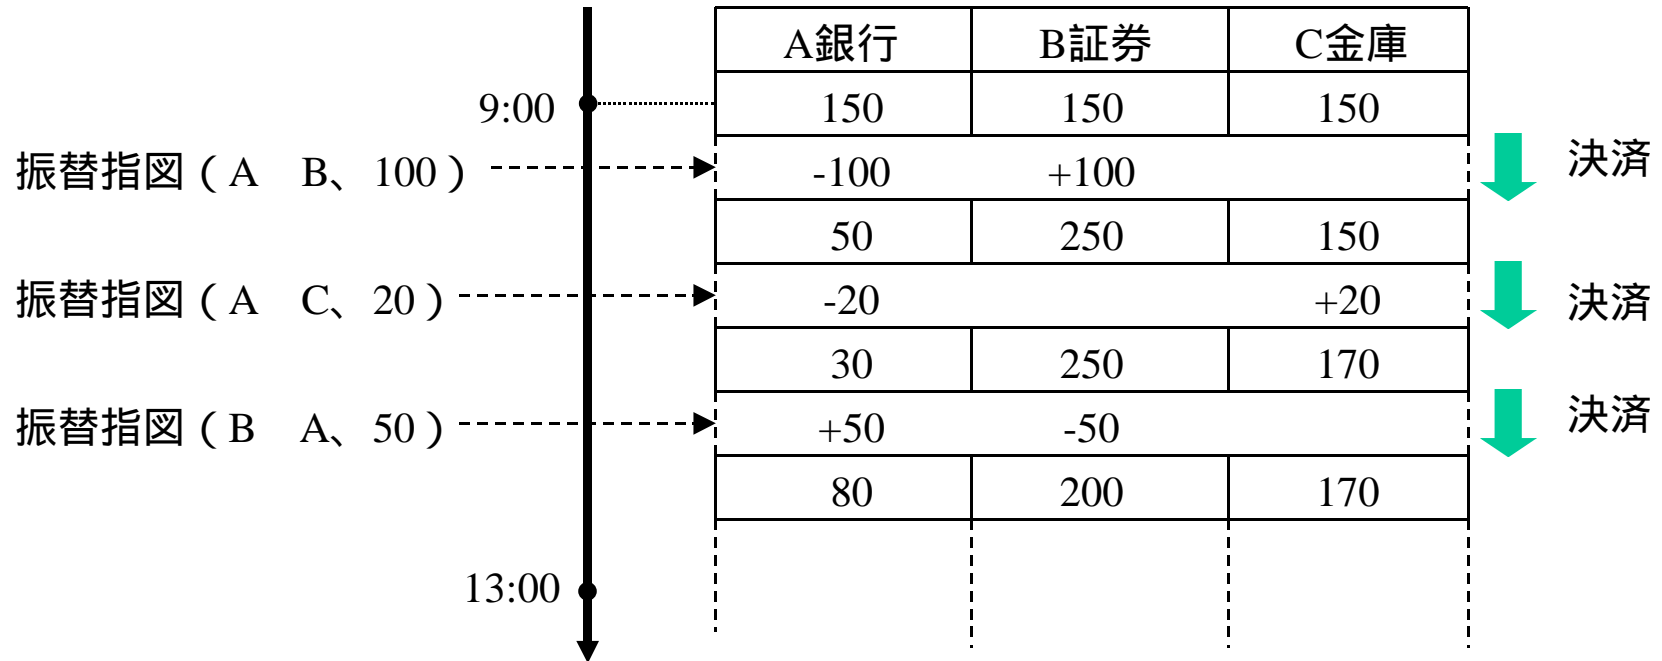 A銀行 B証券 C金庫
9:00 150 150 150
振替指図(A B、100) -100 +100 決済
50 250 150
振替指図(A C、20) -20 +20 決済
30 250 170
振替指図(B A、50) +50 -50 決済
80 200 170
13:00